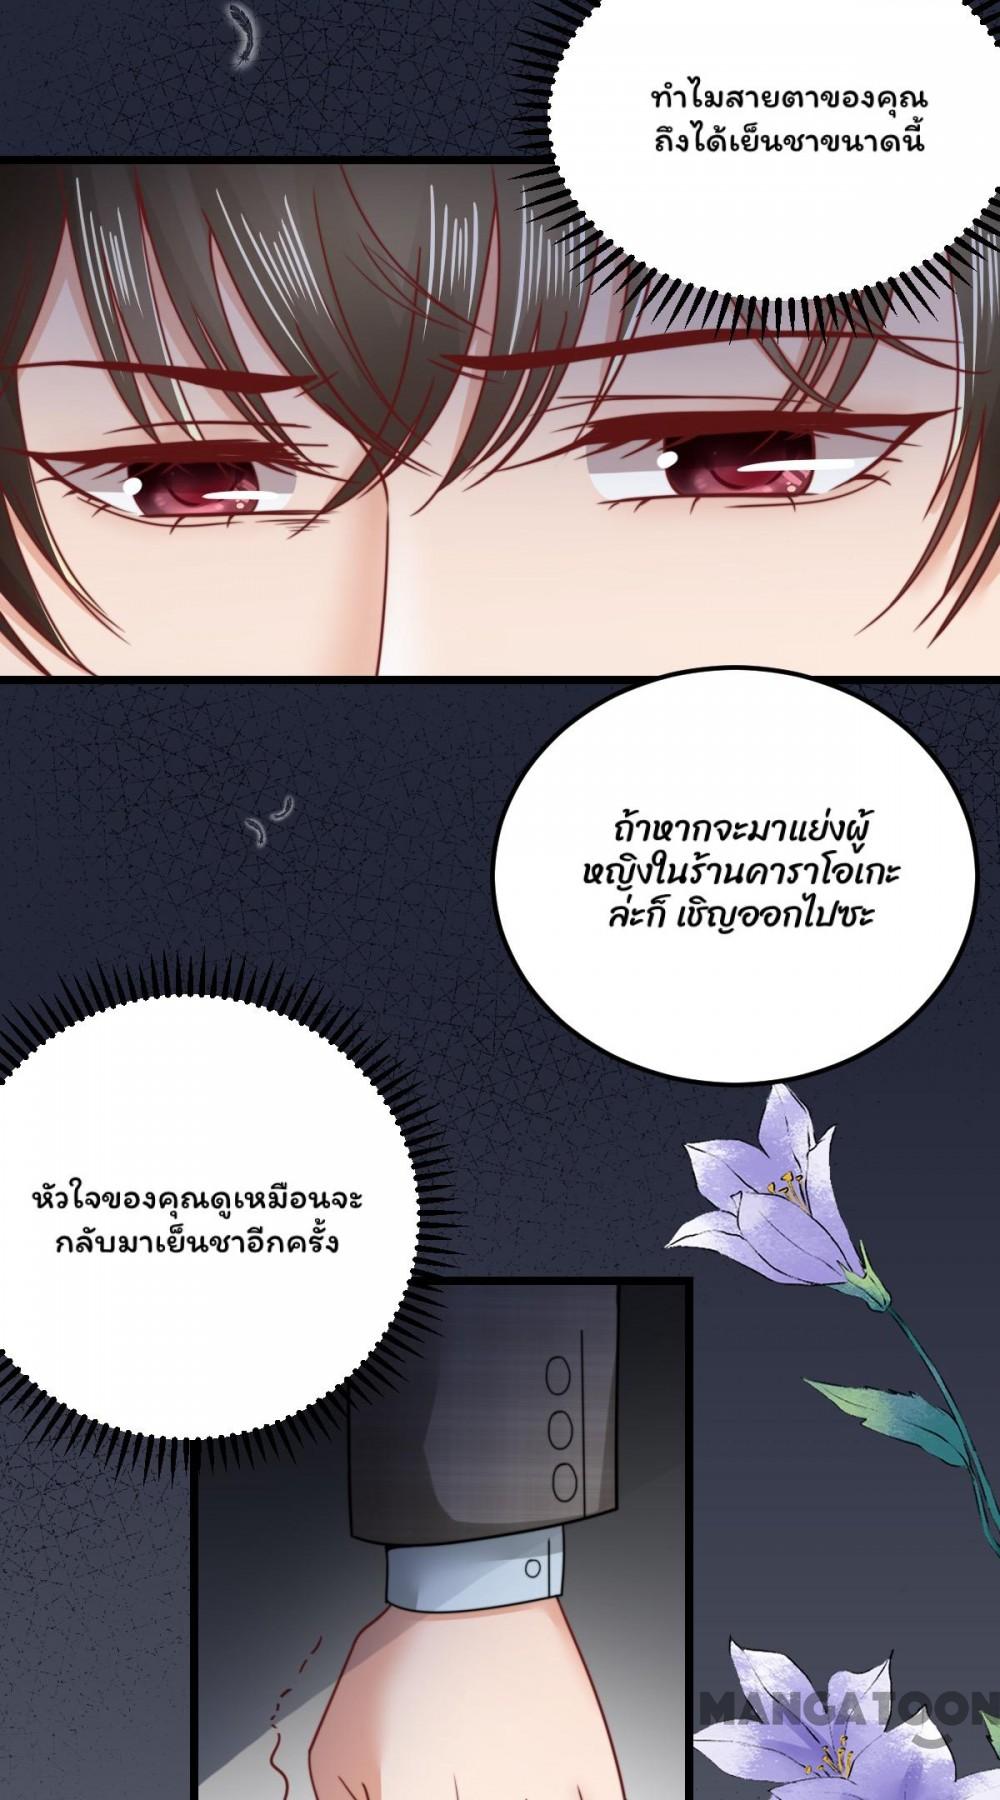 ทำไมสายตาของคุณ
ถึงได้เย็นชาขนาดนี้
ถ้าหากจะมาแย่งผู้
หญิงในร้านคาราโอเกะ
ล่ะก็ เชิญออกไปซะ
หัวใจของคุณดูเหมือนจะ
กลับมาเย็นชาอีกครั้ง
MANGATOON